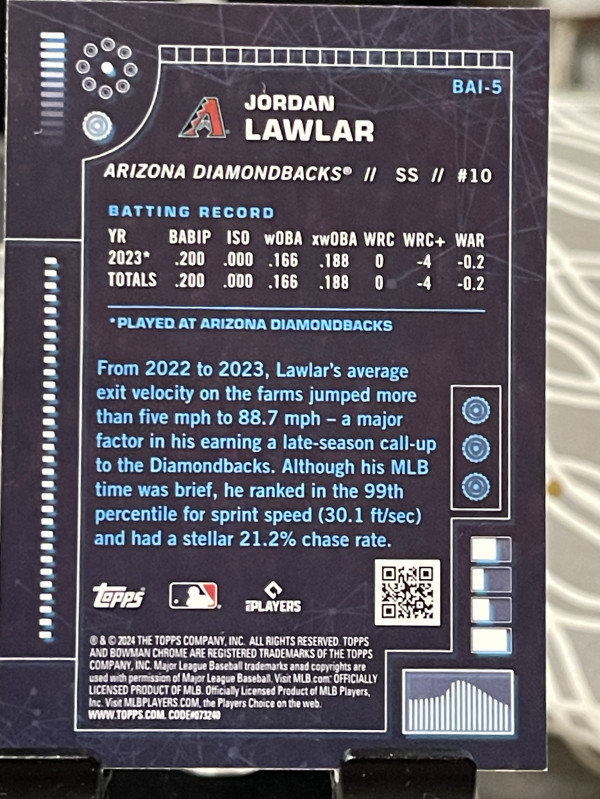 BAI-5
JORDAN
LAWLAR
ARIZONA DIAMONDBACKS® // SS // #10
BATTING RECORD
YR BABIP ISO wOBA xwOBA WRC WRC+ WAR
2023* .200 .000 .166 .188 0 -4 -0.2
TOTALS .200 .000 .166 .188 0 -4 -0.2
*PLAYED AT ARIZONA DIAMONDBACKS
From 2022 to 2023, Lawlar's average
exit velocity on the farms jumped more
than five mph to 88.7 mph – a major
factor in his earning a late-season call-up
to the Diamondbacks. Although his MLB
time was brief, he ranked in the 99th
percentile for sprint speed (30.1 ft/sec)
and had a stellar 21.2% chase rate.
Topps PLAYERS
® & © 2024 THE TOPPS COMPANY, INC. ALL RIGHTS RESERVED. TOPPS
AND BOWMAN CHROME ARE REGISTERED TRADEMARKS OF THE TOPPS
COMPANY, INC. Major League Baseball trademarks anad copyrights are
used with permission of Major League Baseball. Visit MLB.com. OFFICIALLY
LICENSED PRODUCT OF MLB. Officially Licensed Product of MLB Players,
Inc. Visit MLBPLAYERS.COM, the Players Choice on the web.
WWW.TOPPS.COM. CODE#073240